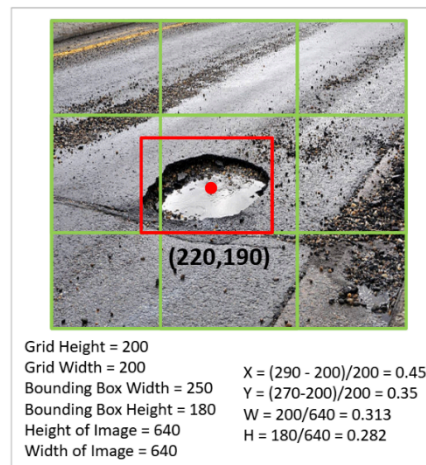 (220,190)
Grid Height = 200
Grid Width = 200
Bounding Box Width = 250
Bounding Box Height = 180
Height of Image = 640
Width of Image = 640
X = (290 - 200)/200 = 0.45
Y = (270-200)/200 = 0.35
W = 200/640 = 0.313
H = 180/640 = 0.282